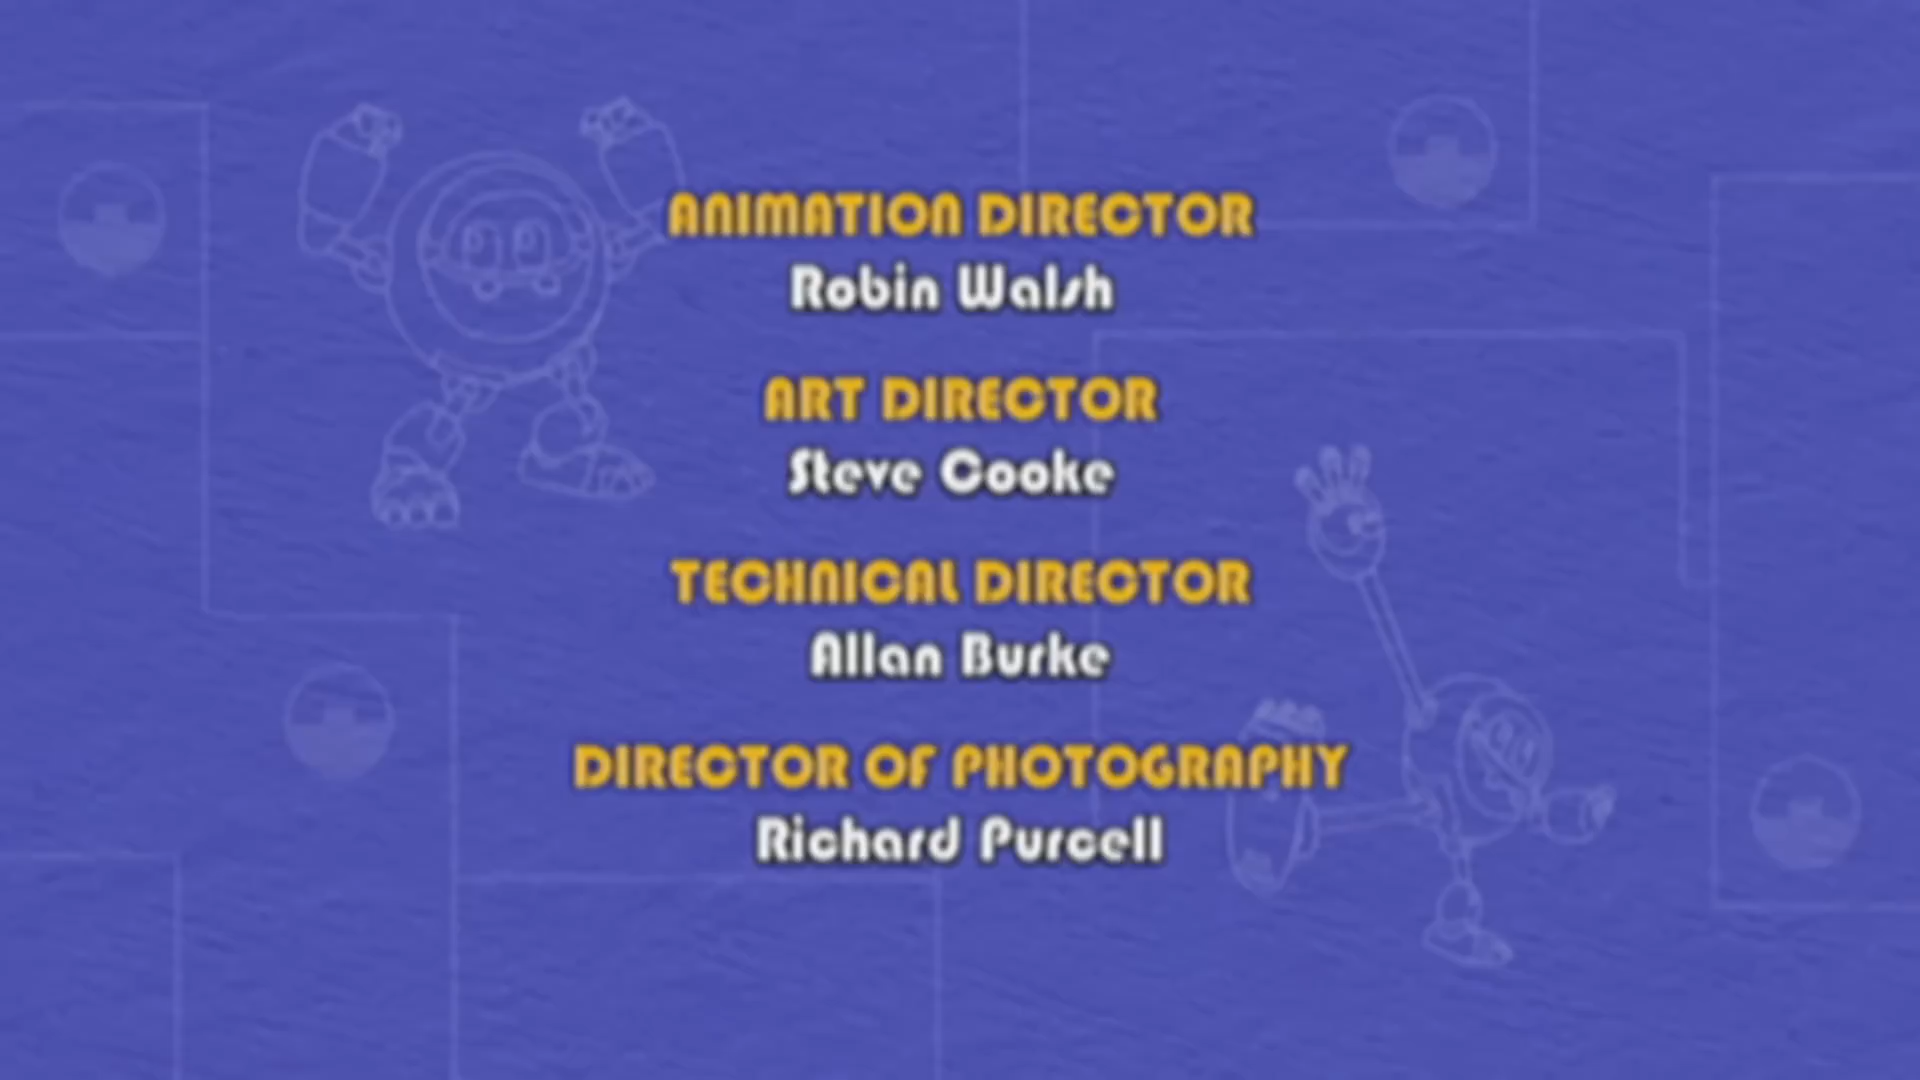 ANIMATION DIRECTOR
Robin Walsh
ART DIRECTOR
Steve Cooke
TECHNICAL DIRECTOR
Allan Burke
DIRECTOR OF PHOTOGRAPHY
Richard Purcell